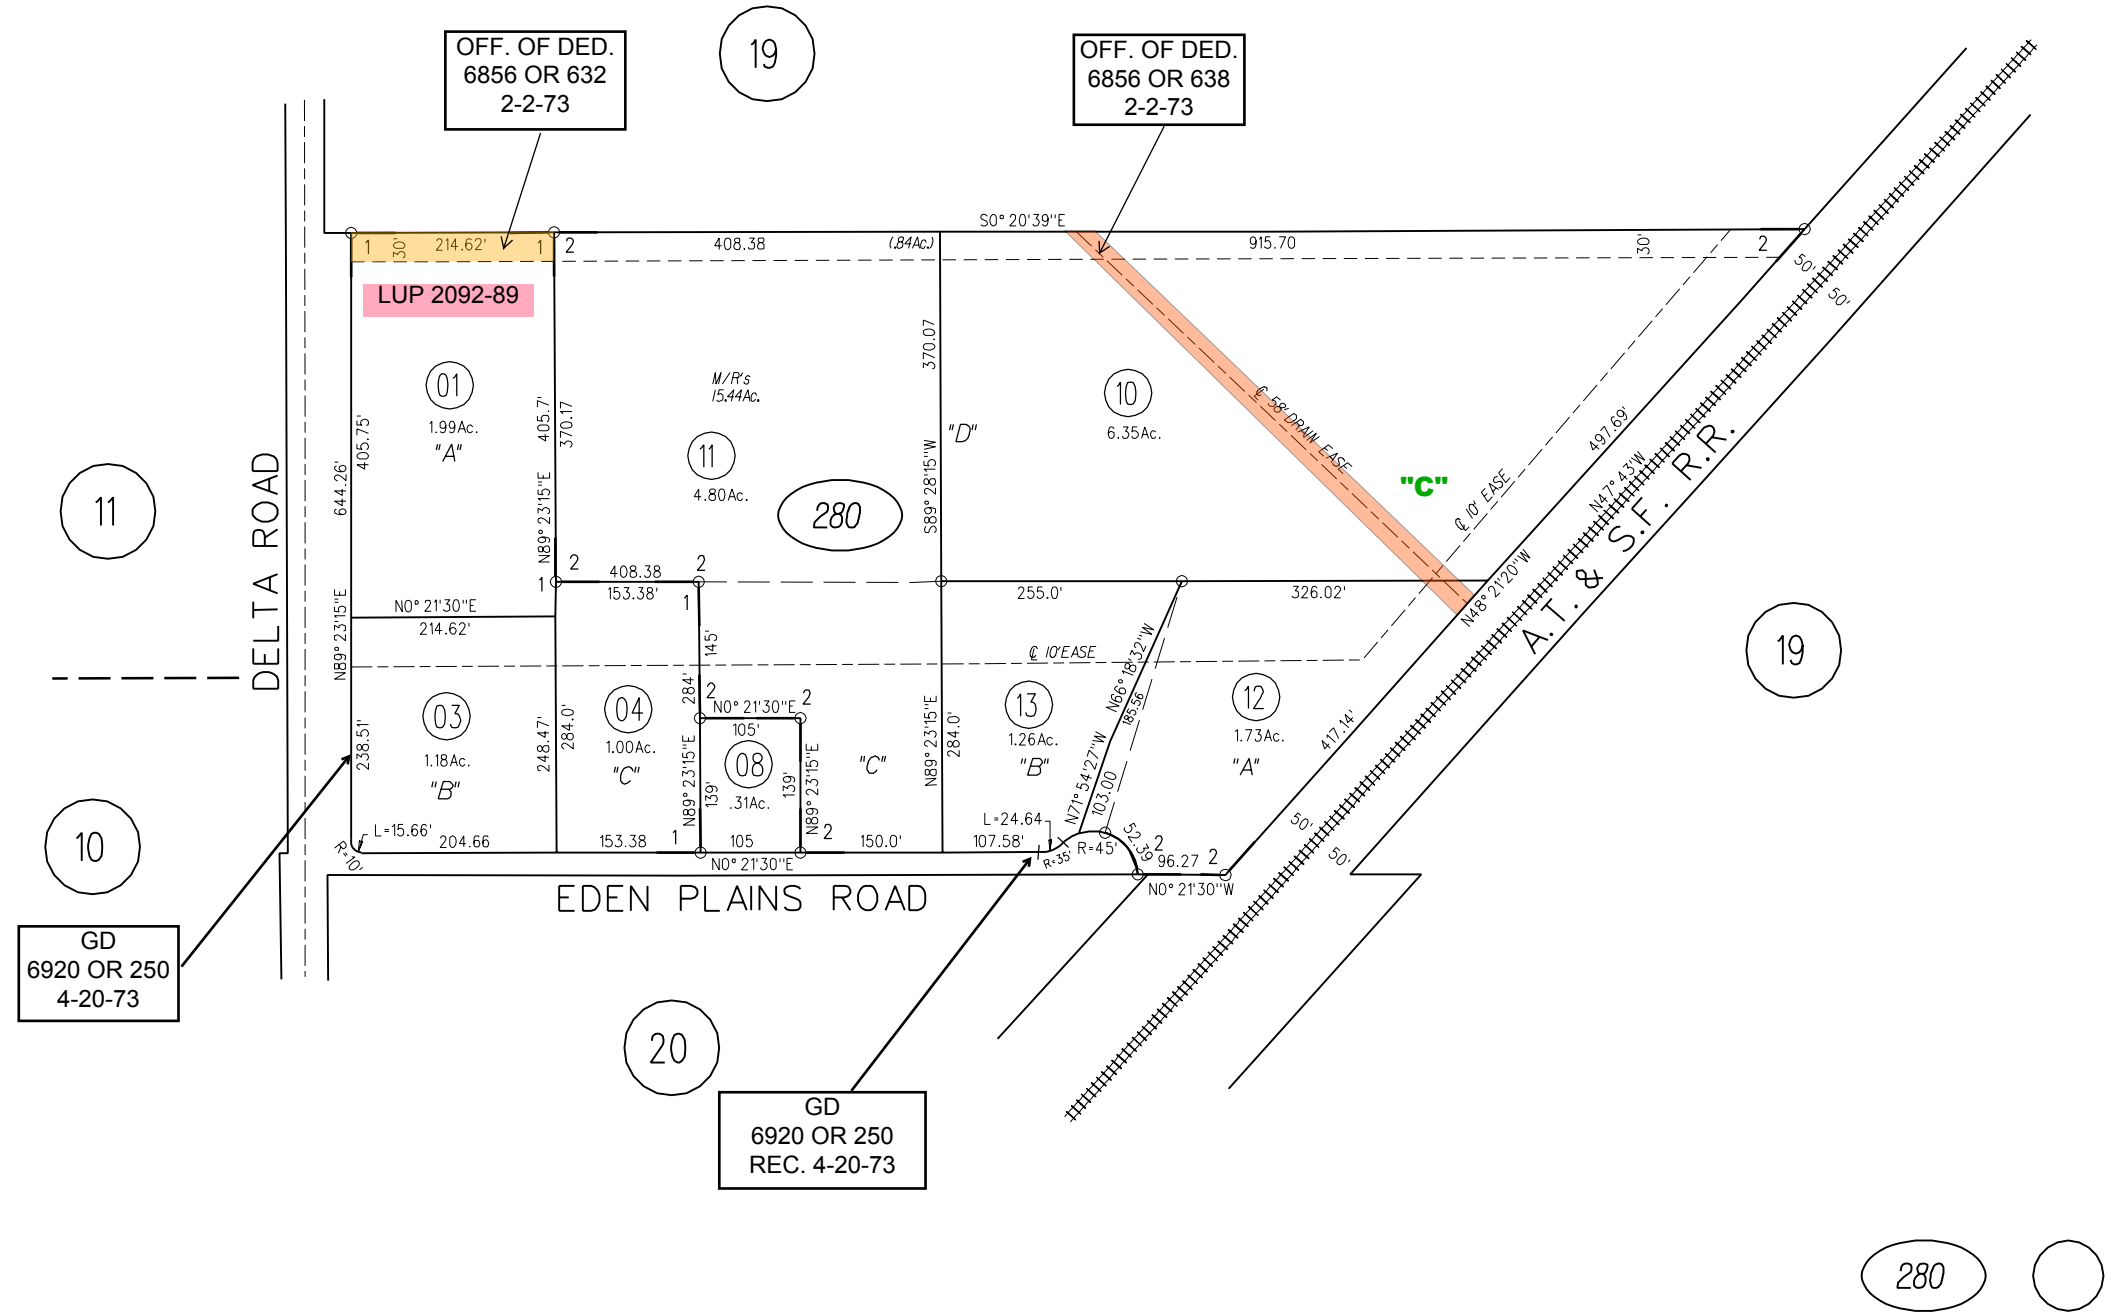 19
OFF. OF DED.
6856 OR 632
2-2-73
OFF. OF DED.
6856 OR 638
2-2-73
S0° 20'39"E
1
30'
214.62'
1
2
408.38
(.84Ac.)
915.70
30'
2
50'
50'
LUP 2092-89
370.07
01
1.99Ac.
"A"
405.75'
405.7'
370.17
M/R's
15.44Ac.
11
4.80Ac.
10
6.35Ac.
"D"
℄ 58' DRAIN EASE
497.69'
644.26'
N89° 23'15"E
S89° 28'15"W
280
"C"
℄ 10' EASE
N47° 43'W
A.T. & S.F. R.R.
11
DELTA ROAD
2
1
408.38
153.38'
2
1
255.0'
326.02'
N48° 21'20"W
N0° 21'30"E
214.62'
N89° 23'15"E
145'
℄ 10'EASE
N66° 18'32"W
185.56
19
03
1.18Ac.
"B"
238.51'
248.47'
284.0'
04
1.00Ac.
"C"
284'
2
N0° 21'30"E
2
105'
08
.31Ac.
N89° 23'15"E
139'
139'
N89° 23'15"E
"C"
N89° 23'15"E
284.0'
13
1.26Ac.
"B"
N71° 54'27"W
103.00
12
1.73Ac.
"A"
417.14'
10
L=15.66'
R=10'
204.66
153.38
1
105
2
150.0'
107.58'
L=24.64
R=35'
R=45'
52.39
2
96.27
2
50'
50'
N0° 21'30"E
N0° 21'30"W
EDEN PLAINS ROAD
GD
6920 OR 250
4-20-73
20
GD
6920 OR 250
REC. 4-20-73
280